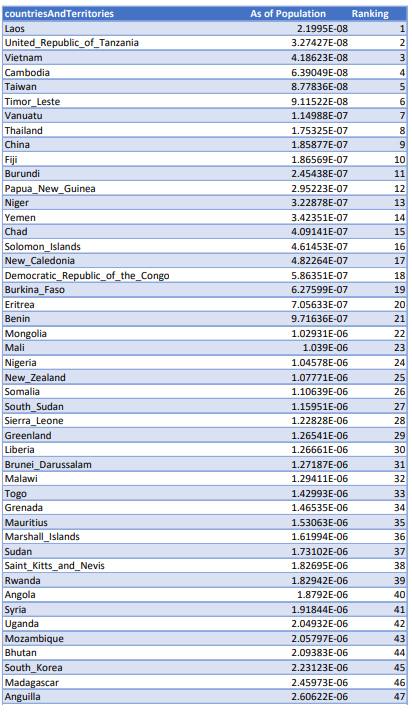 countriesAndTerritories As of Population Ranking
Laos 2.1995E-08 1
United_Republic_of_Tanzania 3.27427E-08 2
Vietnam 4.18623E-08 3
Cambodia 6.39049E-08 4
Taiwan 8.77836E-08 5
Timor_Leste 9.11522E-08 6
Vanuatu 1.14988E-07 7
Thailand 1.75325E-07 8
China 1.85877E-07 9
Fiji 1.86569E-07 10
Burundi 2.45438E-07 11
Papua_New_Guinea 2.95223E-07 12
Niger 3.22878E-07 13
Yemen 3.42351E-07 14
Chad 4.09141E-07 15
Solomon_Islands 4.61453E-07 16
New_Caledonia 4.82264E-07 17
Democratic_Republic_of_the_Congo 5.86351E-07 18
Burkina_Faso 6.27599E-07 19
Eritrea 7.05633E-07 20
Benin 9.71636E-07 21
Mongolia 1.02931E-06 22
Mali 1.039E-06 23
Nigeria 1.04578E-06 24
New_Zealand 1.07771E-06 25
Somalia 1.10639E-06 26
South_Sudan 1.15951E-06 27
Sierra_Leone 1.22828E-06 28
Greenland 1.26541E-06 29
Liberia 1.26661E-06 30
Brunei_Darussalam 1.27187E-06 31
Malawi 1.29411E-06 32
Togo 1.42993E-06 33
Grenada 1.46535E-06 34
Mauritius 1.53063E-06 35
Marshall_Islands 1.61994E-06 36
Sudan 1.73102E-06 37
Saint_Kitts_and_Nevis 1.82695E-06 38
Rwanda 1.82942E-06 39
Angola 1.8792E-06 40
Syria 1.91844E-06 41
Uganda 2.04932E-06 42
Mozambique 2.05797E-06 43
Bhutan 2.09383E-06 44
South_Korea 2.23123E-06 45
Madagascar 2.45973E-06 46
Anguilla 2.60622E-06 47